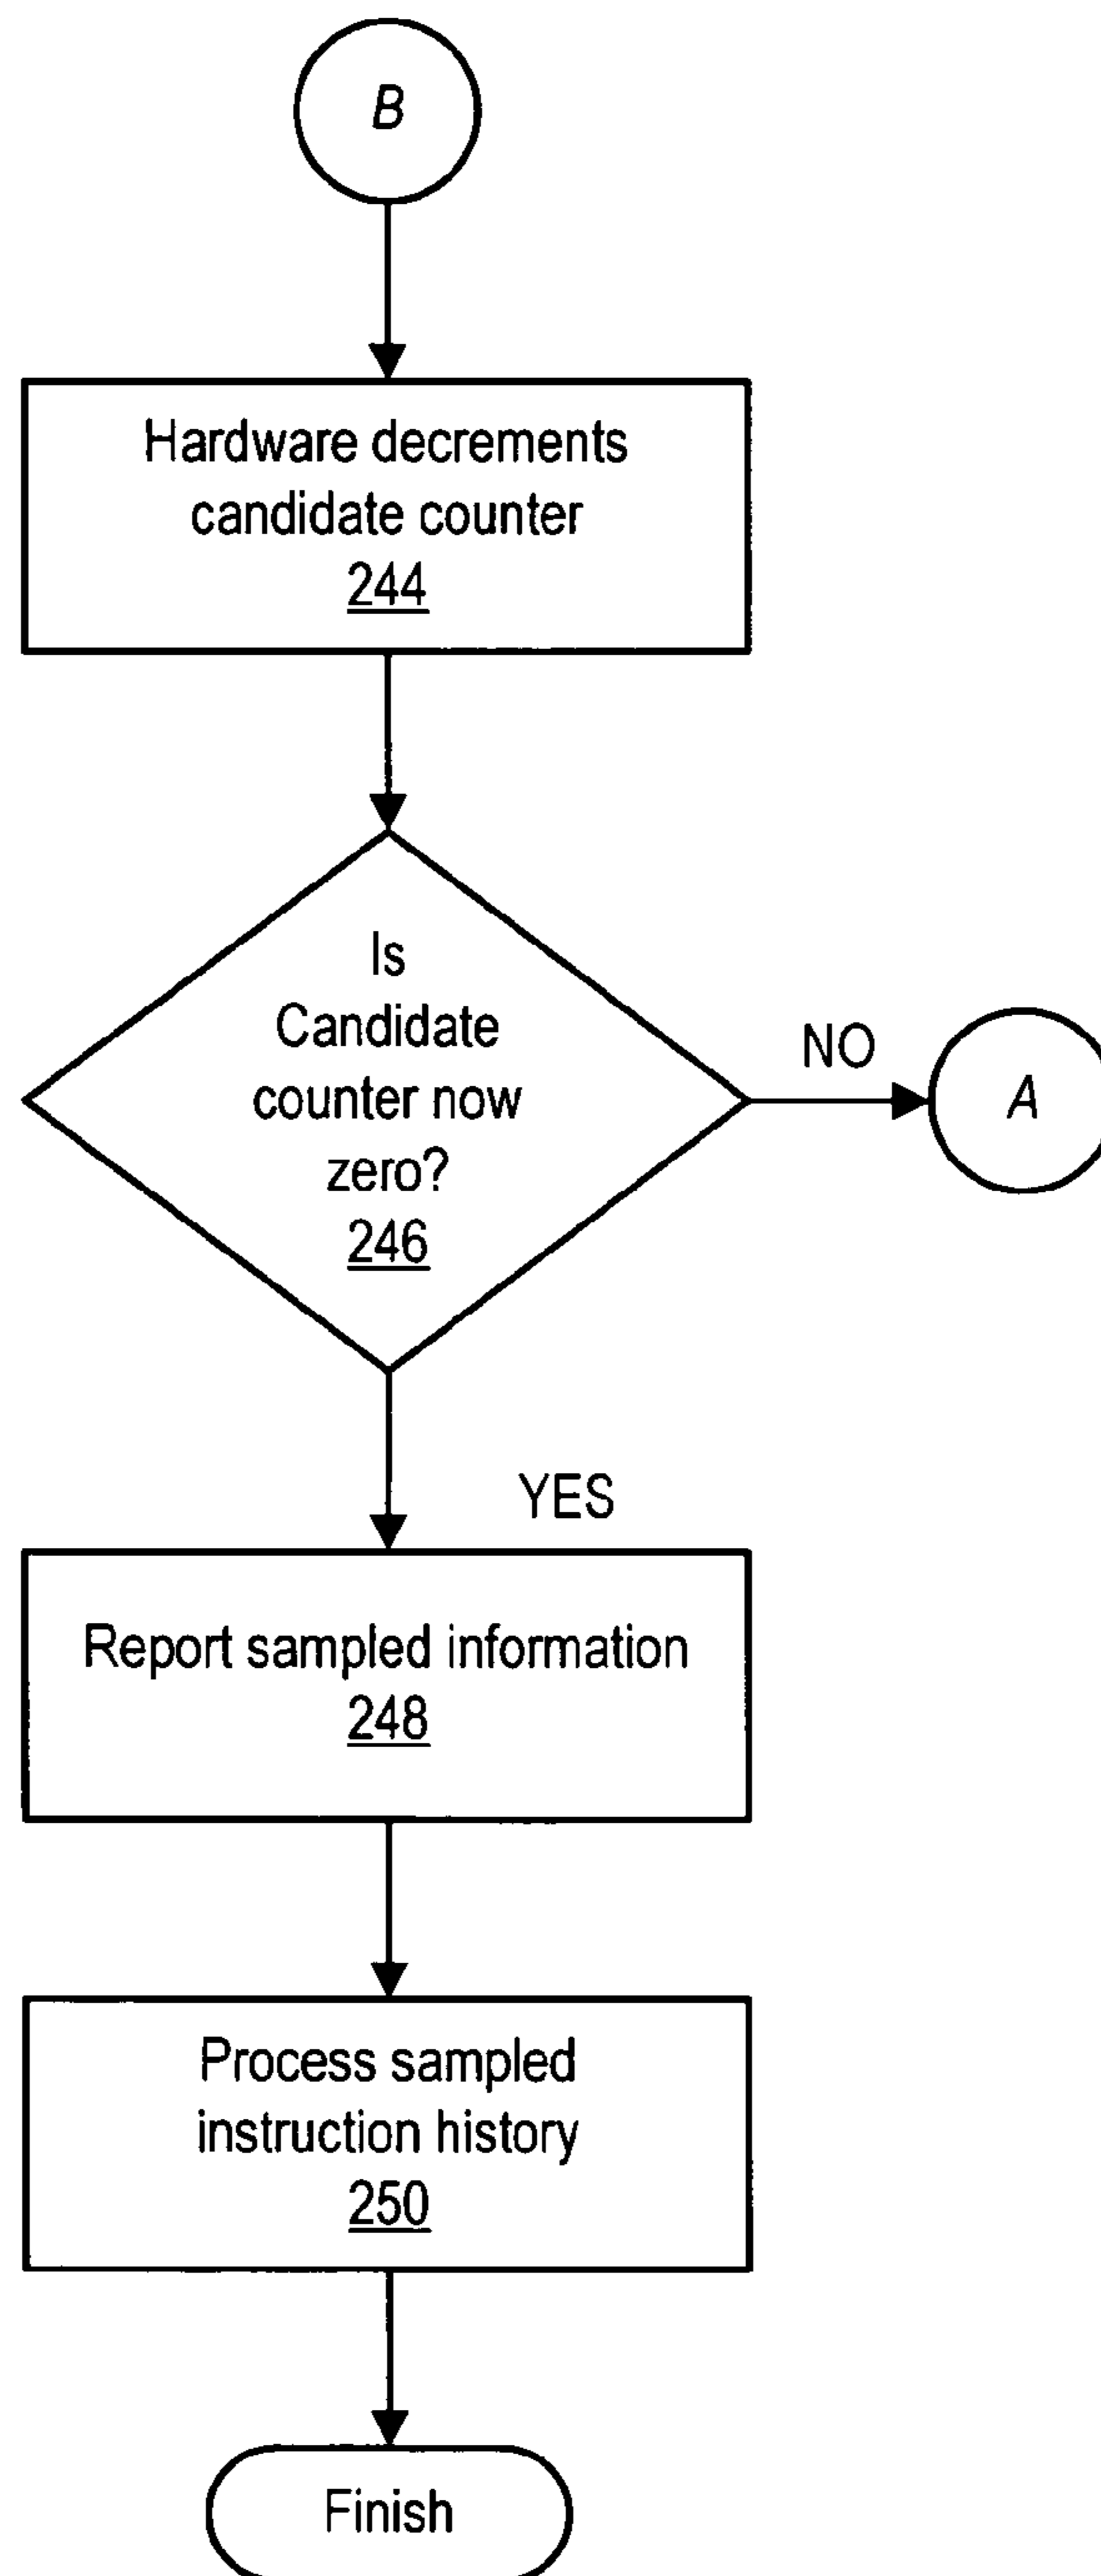 B
Hardware decrements
candidate counter
244
Is
Candidate
counter now
zero?
246
NO
A
YES
Report sampled information
248
Process sampled
instruction history
250
Finish